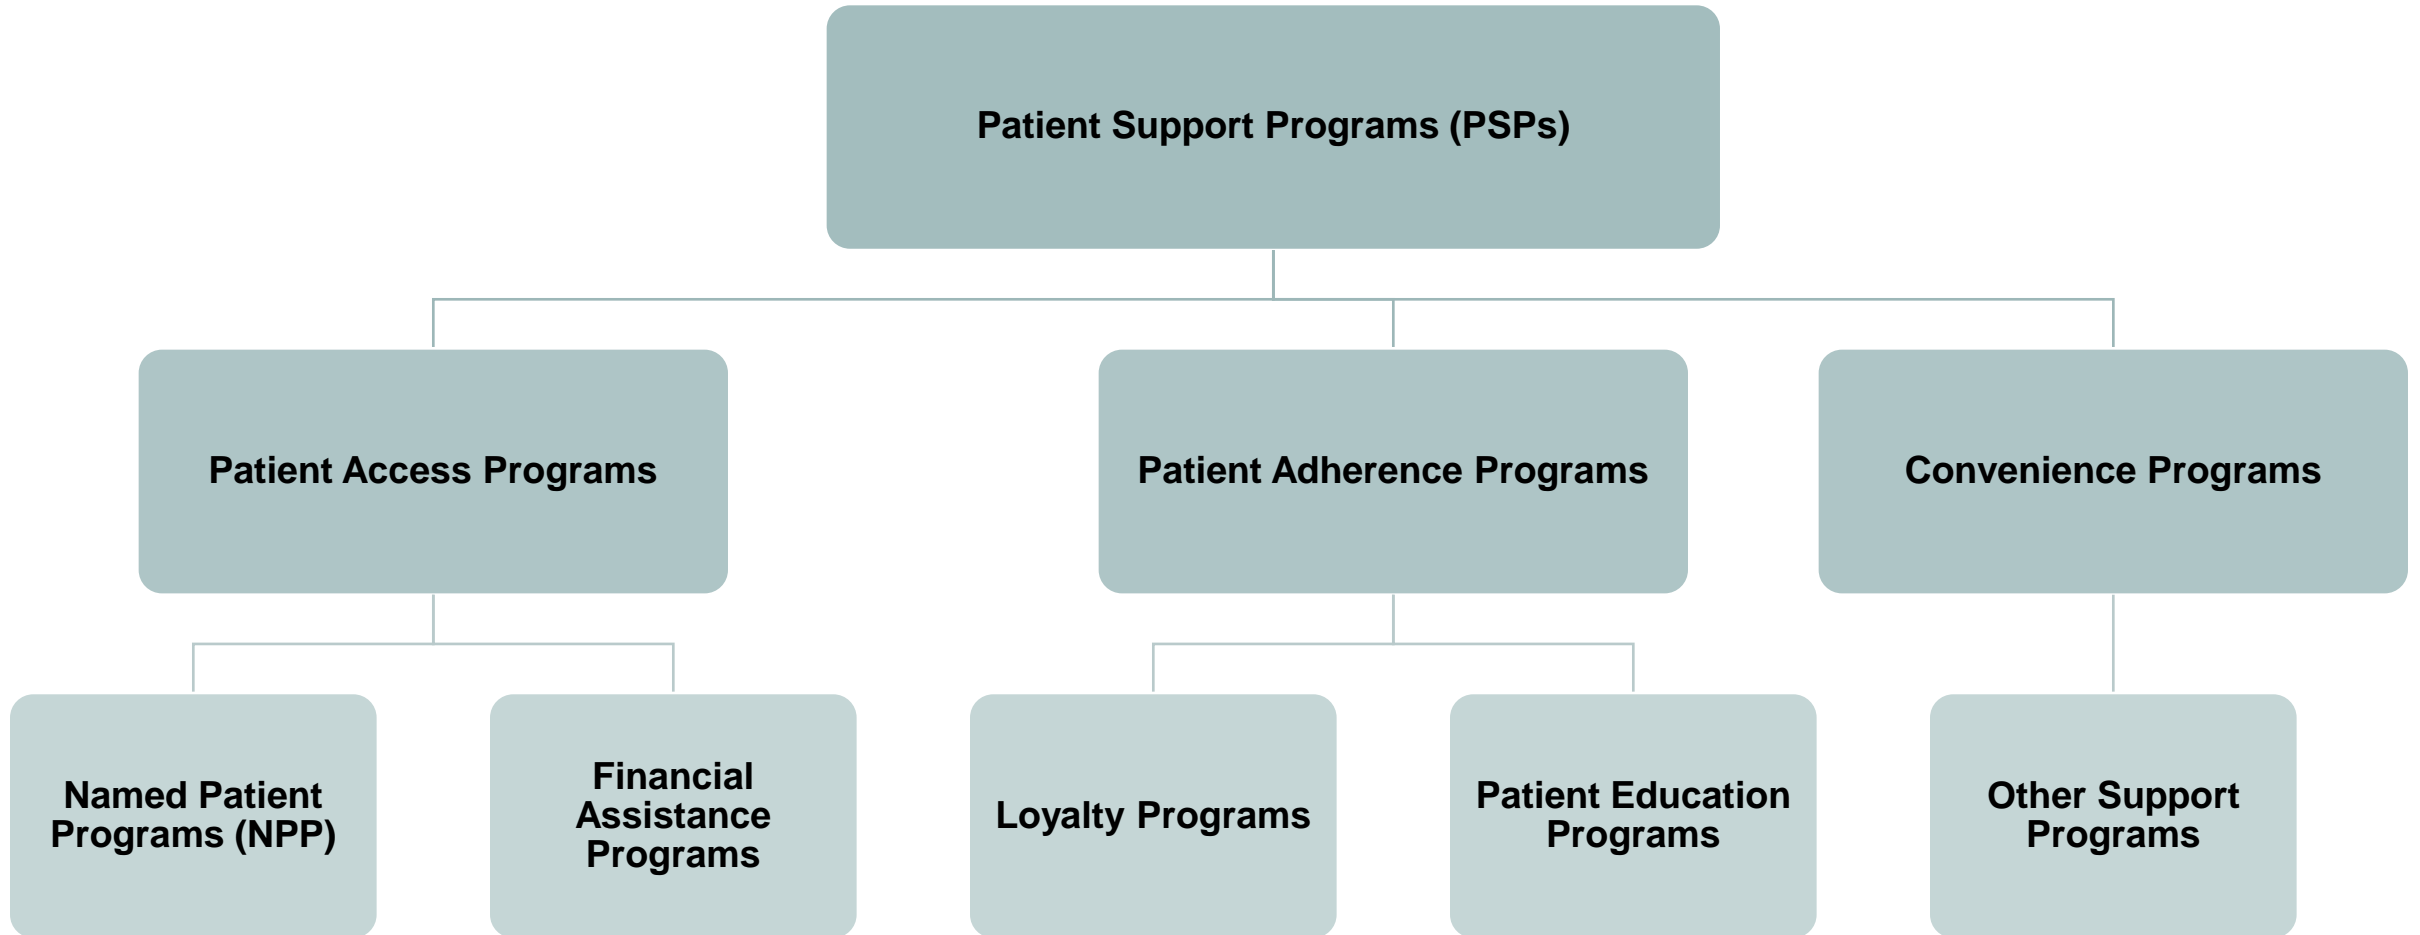 Patient Support Programs (PSPs)
Patient Access Programs
Patient Adherence Programs
Convenience Programs
Named Patient
Programs (NPP)
Financial
Assistance
Programs
Loyalty Programs
Patient Education
Programs
Other Support
Programs